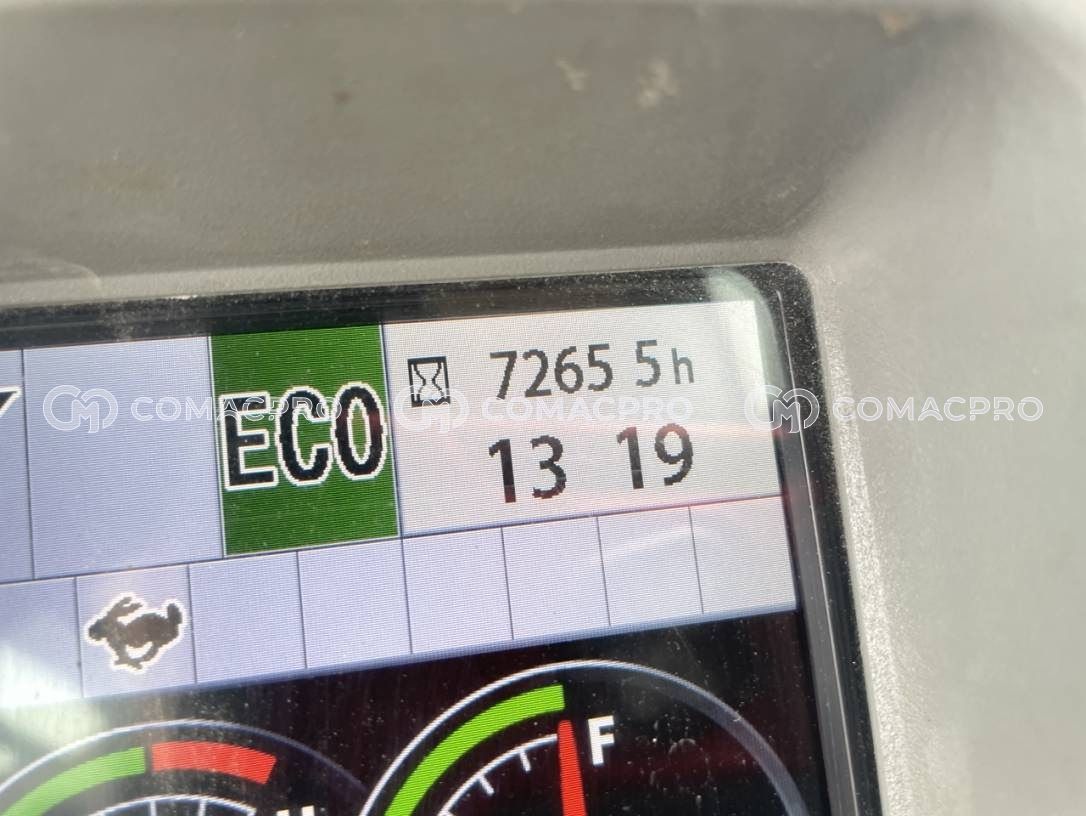 7265 5h
ECO
COMACPRO COMACPRO COMACPRO
13 19
F